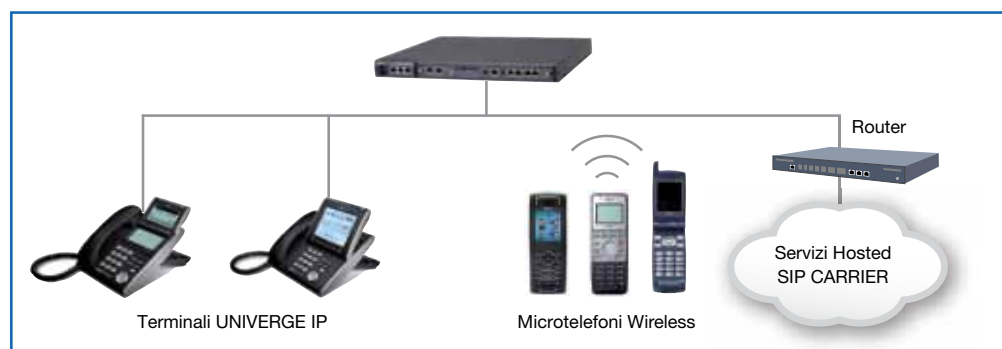 Router
Servizi Hosted
SIP CARRIER
Terminali UNIVERGE IP
Microtelefoni Wireless